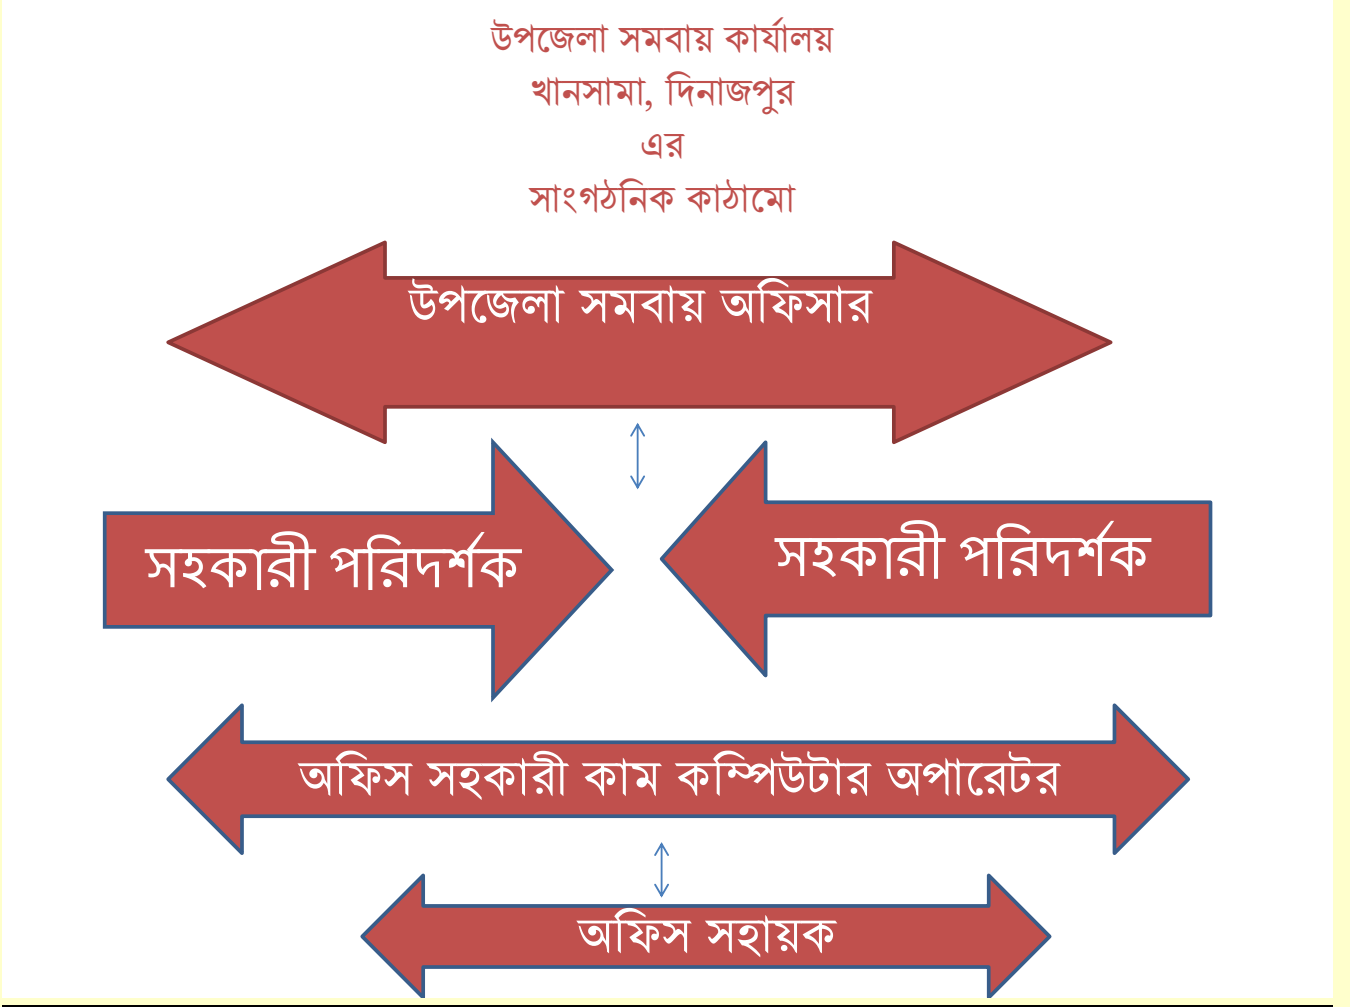 উপজেলা সমবায় কার্যালয়
খানসামা, দিনাজপুর
এর
সাংগঠনিক কাঠামো
উপজেলা সমবায় অফিসার
সহকারী পরিদর্শক
সহকারী পরিদর্শক
অফিস সহকারী কাম কম্পিউটার অপারেটর
অফিস সহায়ক